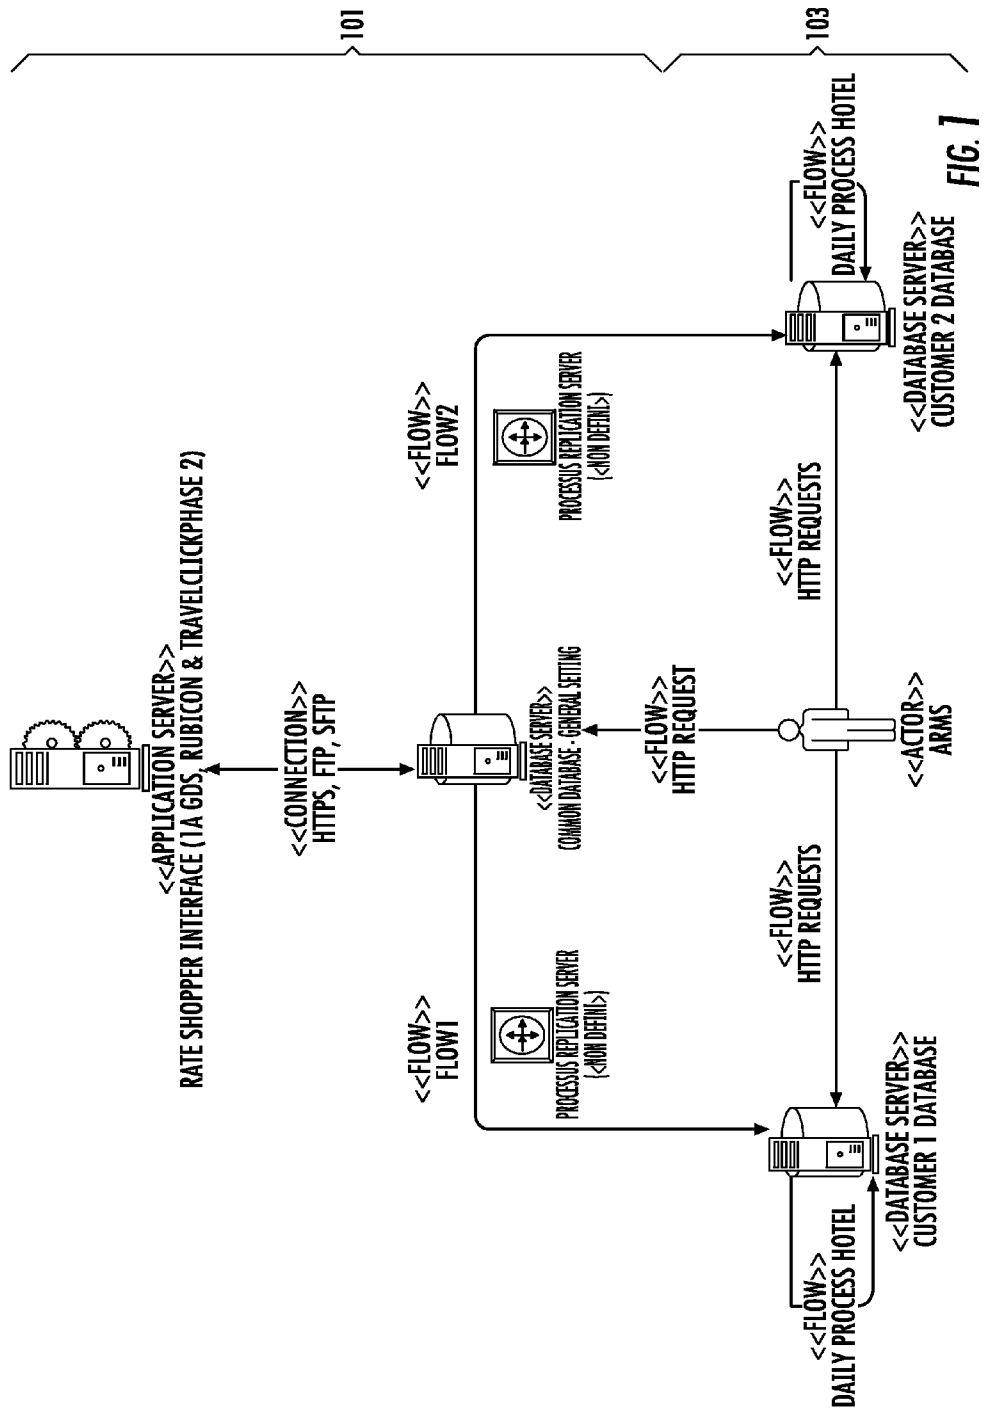 <<APPLICATION SERVER>>
RATE SHOPPER INTERFACE (1A GDS, RUBICON & TRAVELCLICKPHASE 2)
101
<<CONNECTION>>
HTTPS, FTP, SFTP
<<FLOW>>
FLOW1
<<FLOW>>
FLOW2
<<DATABASE SERVER>>
COMMON DATABASE - GENERAL SETTING
PROCESSUS REPLICATION SERVER
(<NON DEFINI>)
PROCESSUS REPLICATION SERVER
(<NON DEFINI>)
<<FLOW>>
HTTP REQUEST
103
<<FLOW>>
HTTP REQUESTS
<<FLOW>>
HTTP REQUESTS
<<FLOW>>
DAILY PROCESS HOTEL
<<DATABASE SERVER>>
CUSTOMER 1 DATABASE
<<ACTOR>>
ARMS
<<DATABASE SERVER>>
CUSTOMER 2 DATABASE
<<FLOW>>
DAILY PROCESS HOTEL
FIG. 1